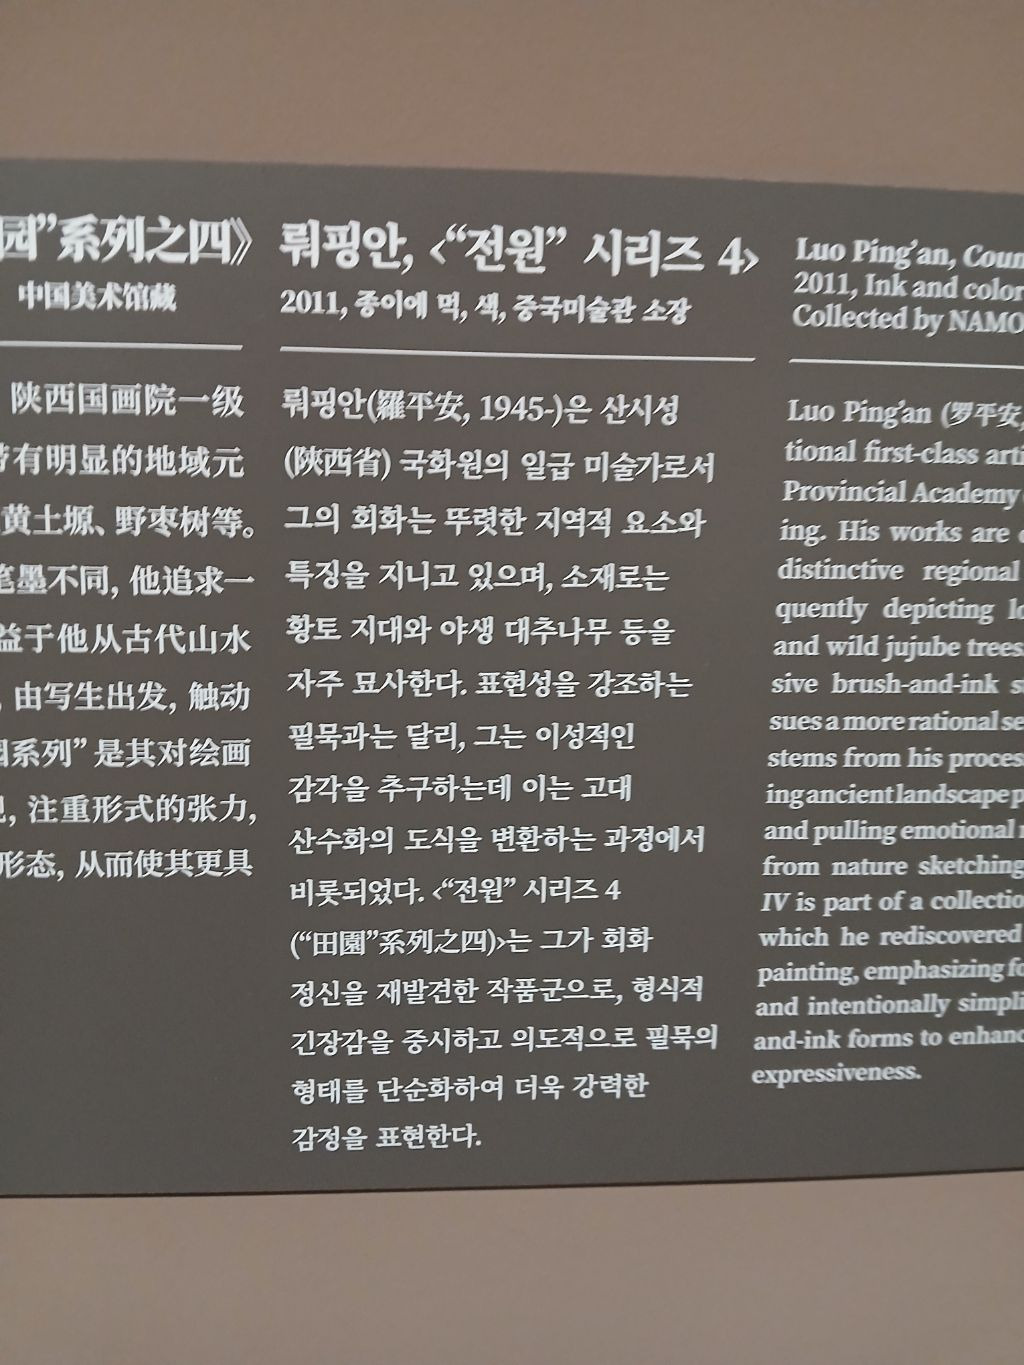 园”系列之四》
中国美术馆藏
陕西国画院一级
有明显的地域元
黄土塬、野枣树等。
笔墨不同, 他追求一
益于他从古代山水
, 由写生出发, 触动
园系列” 是其对绘画
, 注重形式的张力,
形态, 从而使其更具
뤄핑안, ‹“전원” 시리즈 4›
2011, 종이에 먹, 색, 중국미술관 소장
뤄핑안(羅平安, 1945-)은 산시성
(陝西省) 국화원의 일급 미술가로서
그의 회화는 뚜렷한 지역적 요소와
특징을 지니고 있으며, 소재로는
황토 지대와 야생 대추나무 등을
자주 묘사한다. 표현성을 강조하는
필묵과는 달리, 그는 이성적인
감각을 추구하는데 이는 고대
산수화의 도식을 변환하는 과정에서
비롯되었다. ‹“전원” 시리즈 4
(“田園”系列之四)›는 그가 회화
정신을 재발견한 작품군으로, 형식적
긴장감을 중시하고 의도적으로 필묵의
형태를 단순화하여 더욱 강력한
감정을 표현한다.
Luo Ping’an, Coun
2011, Ink and color
Collected by NAMO
Luo Ping’an (罗平安,
tional first-class arti
Provincial Academy
ing. His works are
distinctive regional
quently depicting lo
and wild jujube trees
sive brush-and-ink s
sues a more rational se
stems from his proces
ing ancient landscape p
and pulling emotional
from nature sketching
IV is part of a collectio
which he rediscovered
painting, emphasizing fo
and intentionally simpli
and-ink forms to enhanc
expressiveness.